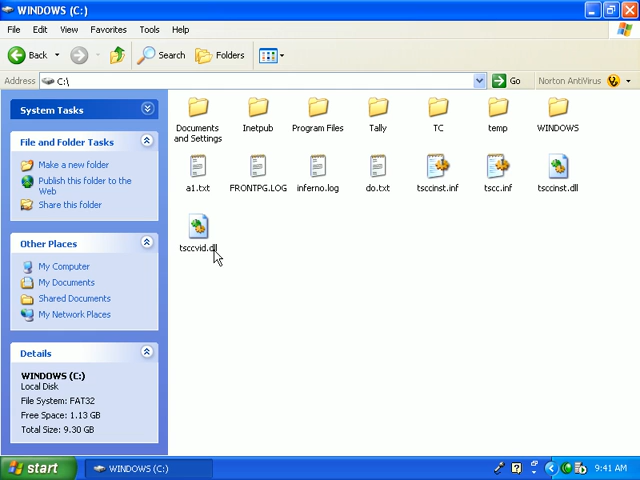 WINDOWS (C:)
File Edit View Favorites Tools Help
Back Search Folders
Address C:\ Go Norton AntiVirus
System Tasks
File and Folder Tasks
Make a new folder
Publish this folder to the
Web
Share this folder
Other Places
My Computer
My Documents
Shared Documents
My Network Places
Details
WINDOWS (C:)
Local Disk
File System: FAT32
Free Space: 1.13 GB
Total Size: 9.30 GB
Documents
and Settings
Inetpub
Program Files
Tally
TC
temp
WINDOWS
a1.txt
FRONTPG.LOG
inferno.log
do.txt
tsccinst.inf
tscc.inf
tsccinst.dll
tsccvid.dll
start WINDOWS (C:) 9:41 AM